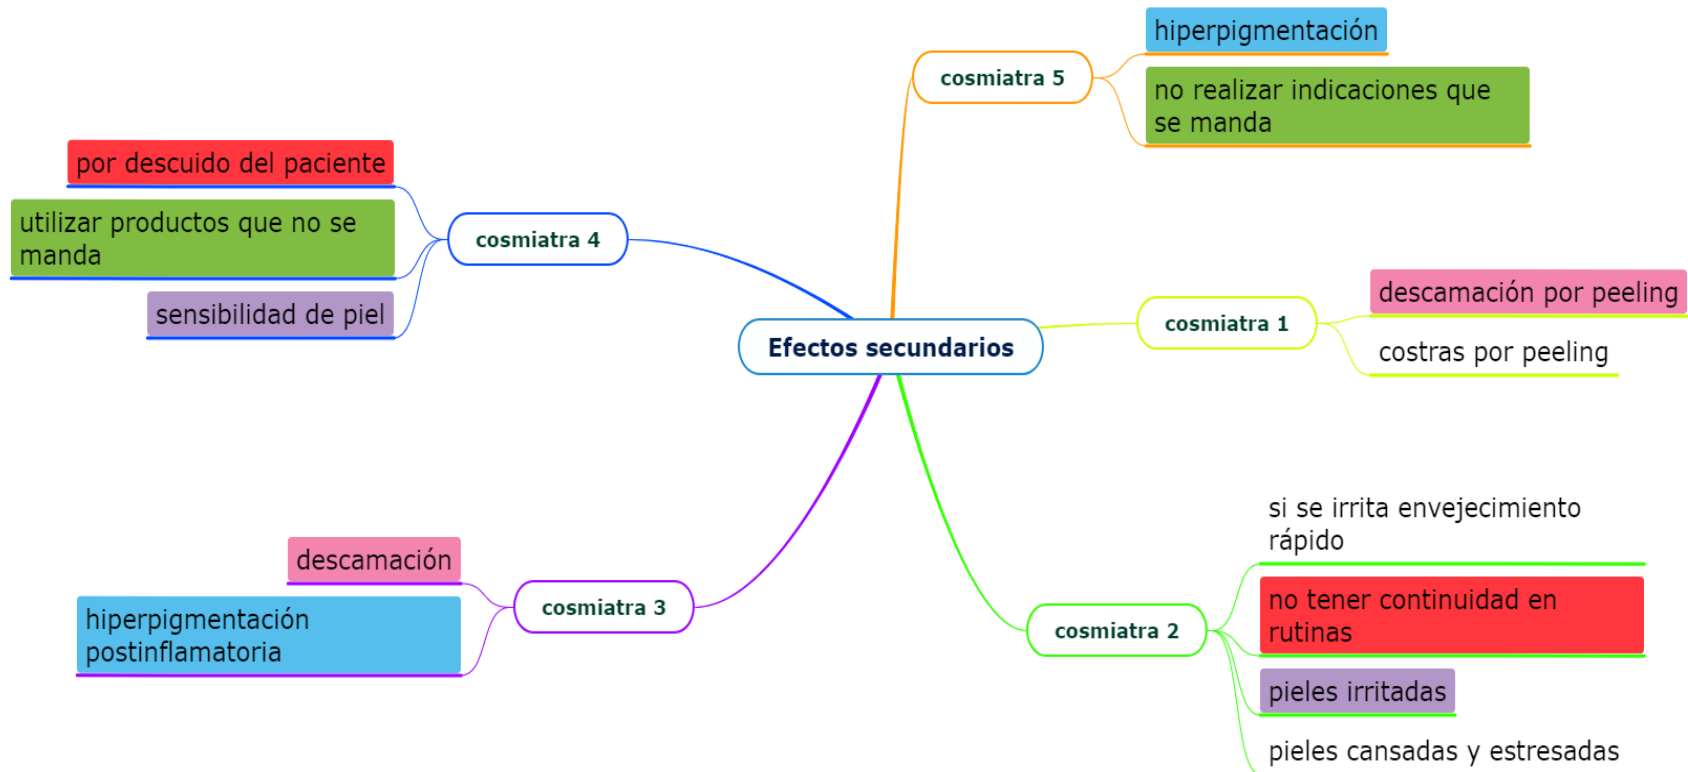 hiperpigmentación
cosmiatra 5
no realizar indicaciones que
se manda
por descuido del paciente
utilizar productos que no se
manda
cosmiatra 4
sensibilidad de piel
descamación por peeling
cosmiatra 1
costras por peeling
Efectos secundarios
si se irrita envejecimiento
rápido
no tener continuidad en
rutinas
cosmiatra 2
pieles irritadas
pieles cansadas y estresadas
descamación
cosmiatra 3
hiperpigmentación
postinflamatoria